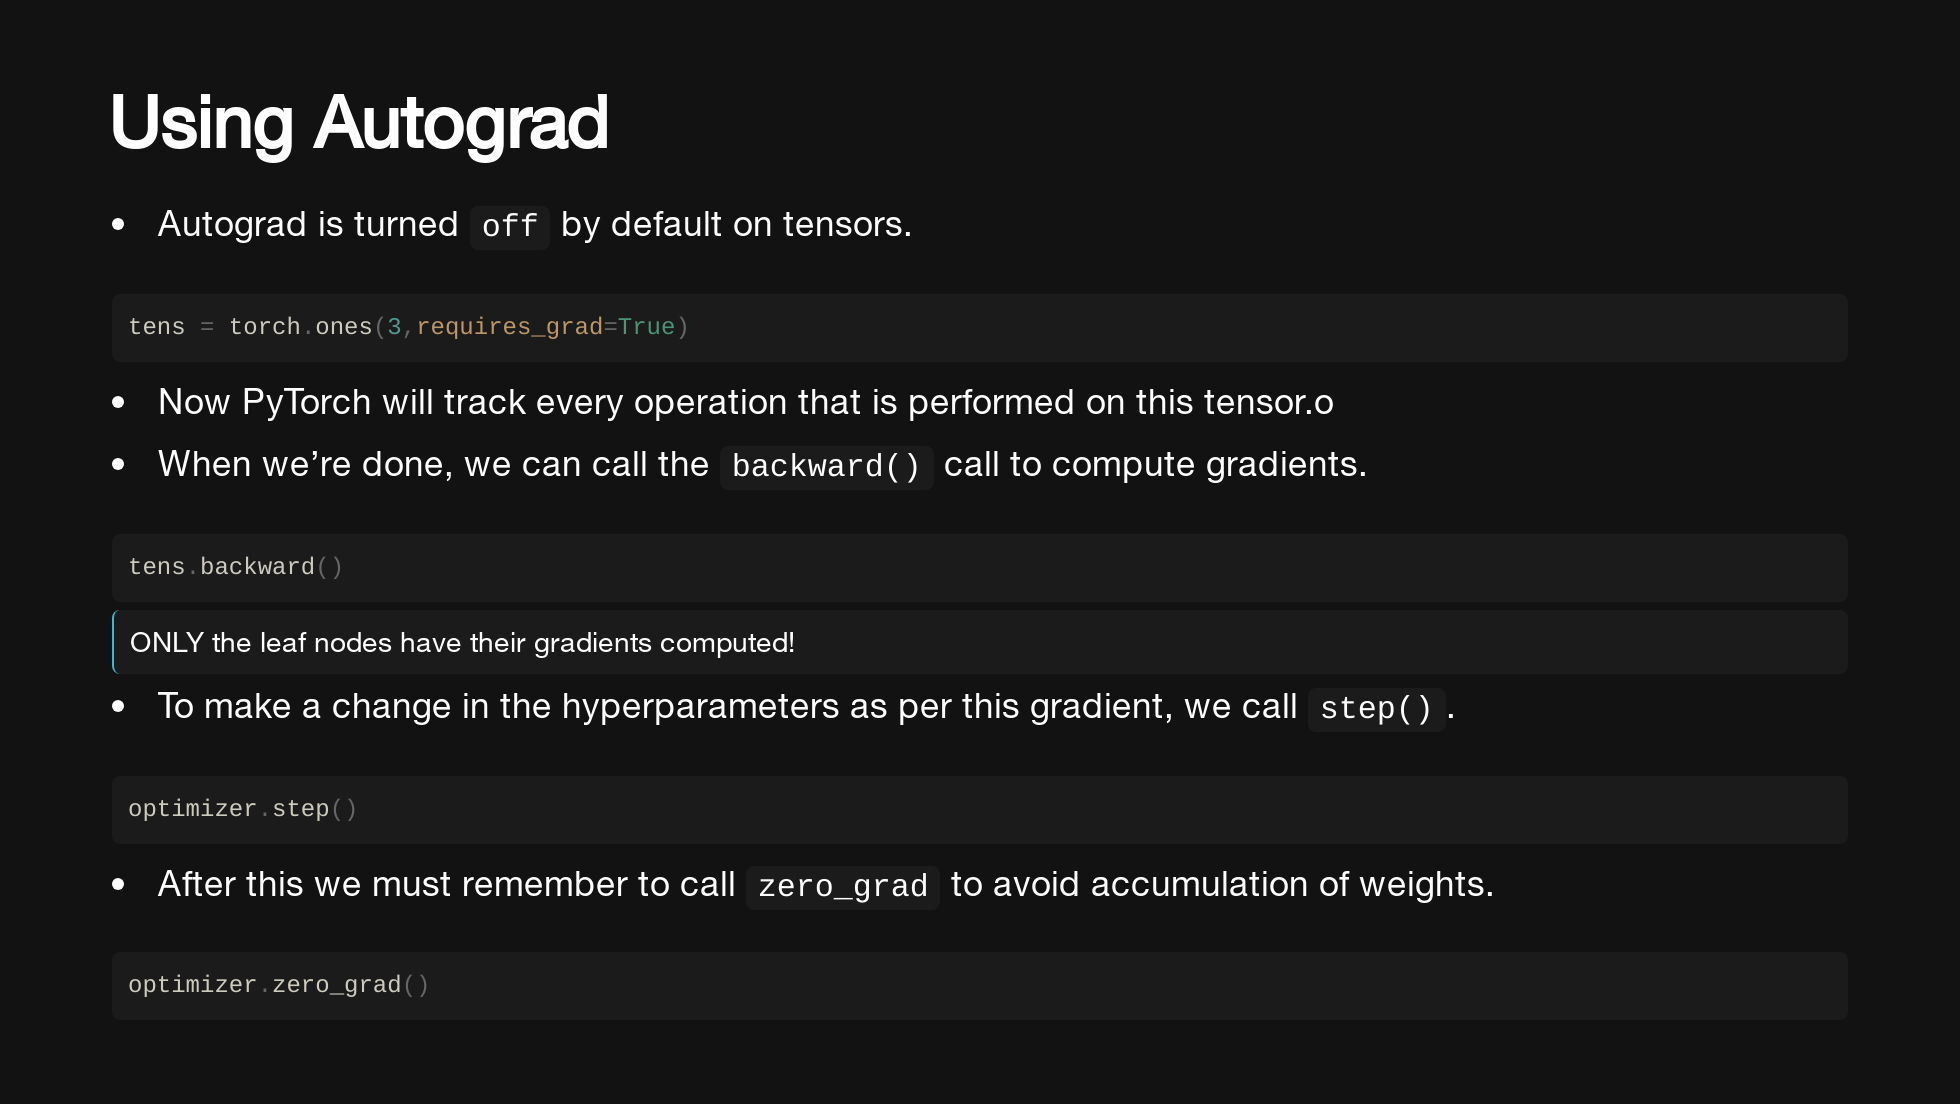 Using Autograd
• Autograd is turned off by default on tensors.
tens = torch.ones(3,requires_grad=True)
• Now PyTorch will track every operation that is performed on this tensor.o
• When we’re done, we can call the backward() call to compute gradients.
tens.backward()
ONLY the leaf nodes have their gradients computed!
• To make a change in the hyperparameters as per this gradient, we call step().
optimizer.step()
• After this we must remember to call zero_grad to avoid accumulation of weights.
optimizer.zero_grad()